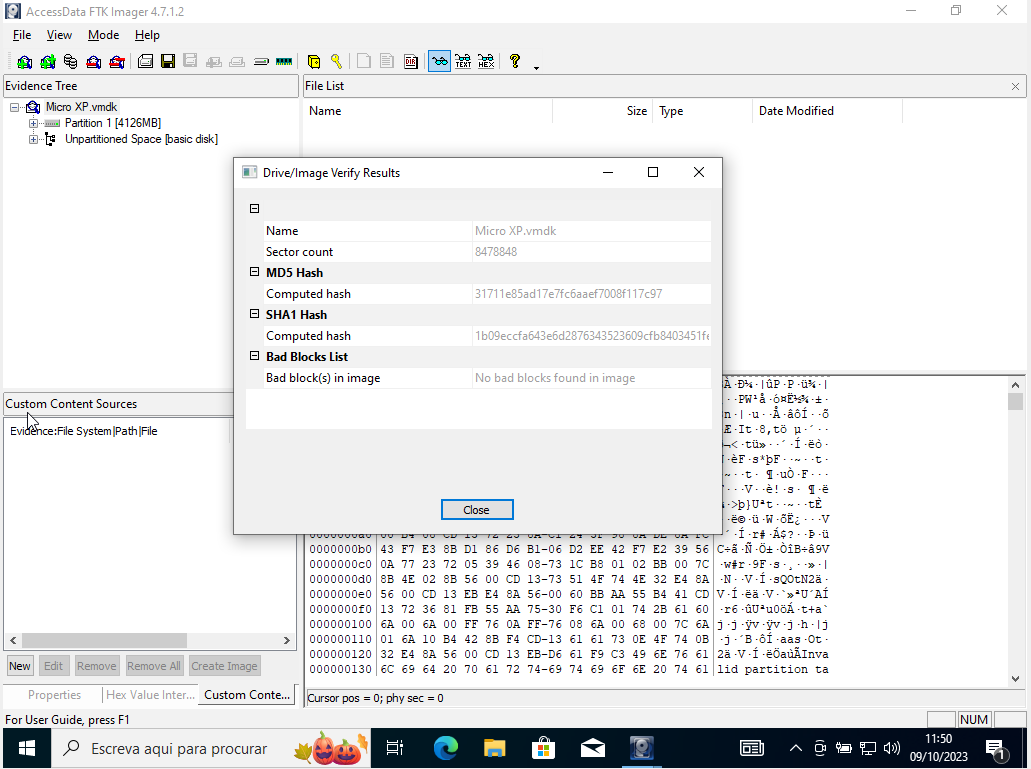 AccessData FTK Imager 4.7.1.2
File View Mode Help
TEXT HEX
Evidence Tree
File List
Micro XP.vmdk
Partition 1 [4126MB]
Unpartitioned Space [basic disk]
Name Size Type Date Modified
Drive/Image Verify Results
Name Micro XP.vmdk
Sector count 8478848
MD5 Hash
Computed hash 31711e85ad17e7fc6aaef7008f117c97
SHA1 Hash
Computed hash 1b09eccfa643e6d2876343523609cfb8403451fe
Bad Blocks List
Bad block(s) in image No bad blocks found in image
Close
Custom Content Sources
Evidence:File System|Path|File
New Edit Remove Remove All Create Image
Properties Hex Value Inter... Custom Conte...
0000000b0 43 F7 E3 8B D1 86 D6 B1-06 D2 EE 42 F7 E2 39 56 C÷ã·Ñ·Ö±·ÒîB÷â9V
0000000c0 0A 77 23 72 05 39 46 08-73 1C B8 01 02 BB 00 7C ·w#r·9F·s·¸··»·|
0000000d0 8B 4E 02 8B 56 00 CD 13-73 51 4F 74 4E 32 E4 8A ·N··V·Í·sQOtN2ä·
0000000e0 56 00 CD 13 EB E4 8A 56-00 60 BB AA 55 B4 41 CD V·Í·ëä·V·`»ªU´AÍ
0000000f0 13 72 36 81 FB 55 AA 75-30 F6 C1 01 74 2B 61 60 ·r6·ûUªu0öÁ·t+a`
000000100 6A 00 6A 00 FF 76 0A FF-76 08 6A 00 68 00 7C 6A j·j·ÿv·ÿv·j·h·|j
000000110 01 6A 10 B4 42 8B F4 CD-13 61 61 73 0E 4F 74 0B ·j·´B·ôÍ·aas·Ot·
000000120 32 E4 8A 56 00 CD 13 EB-D6 61 F9 C3 49 6E 76 61 2ä·V·Í·ëÖaùÃInva
000000130 6C 69 64 20 70 61 72 74-69 74 69 6F 6E 20 74 61 lid partition ta
Cursor pos = 0; phy sec = 0
For User Guide, press F1
NUM
Escreva aqui para procurar
11:50
09/10/2023
1